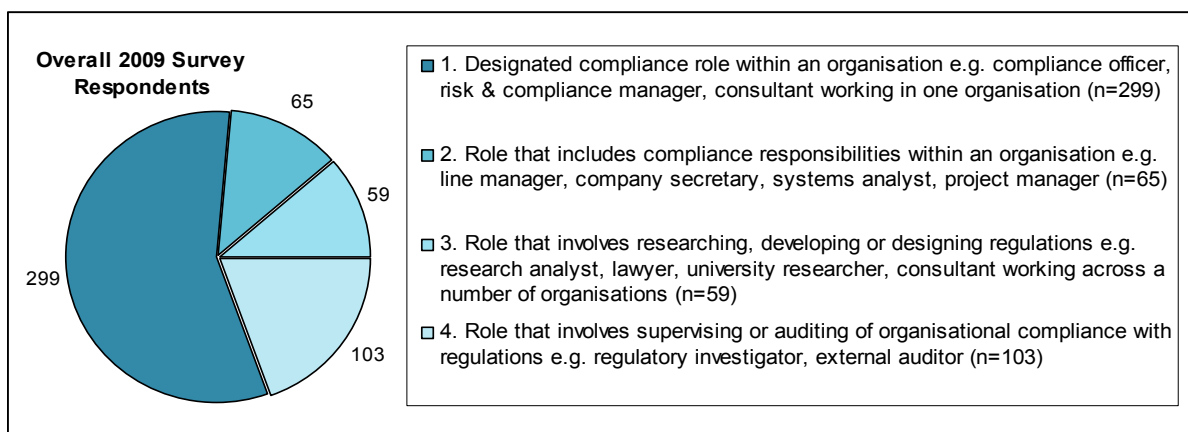 Overall 2009 Survey
Respondents
65
59
299
103
1. Designated compliance role within an organisation e.g. compliance officer,
risk & compliance manager, consultant working in one organisation (n=299)
2. Role that includes compliance responsibilities within an organisation e.g.
line manager, company secretary, systems analyst, project manager (n=65)
3. Role that involves researching, developing or designing regulations e.g.
research analyst, lawyer, university researcher, consultant working across a
number of organisations (n=59)
4. Role that involves supervising or auditing of organisational compliance with
regulations e.g. regulatory investigator, external auditor (n=103)